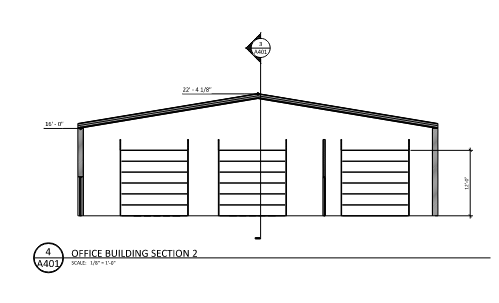 3
A401
22' - 4 1/8"
16' - 0"
12'-0"
4
A401
OFFICE BUILDING SECTION 2
SCALE: 1/8" = 1'-0"